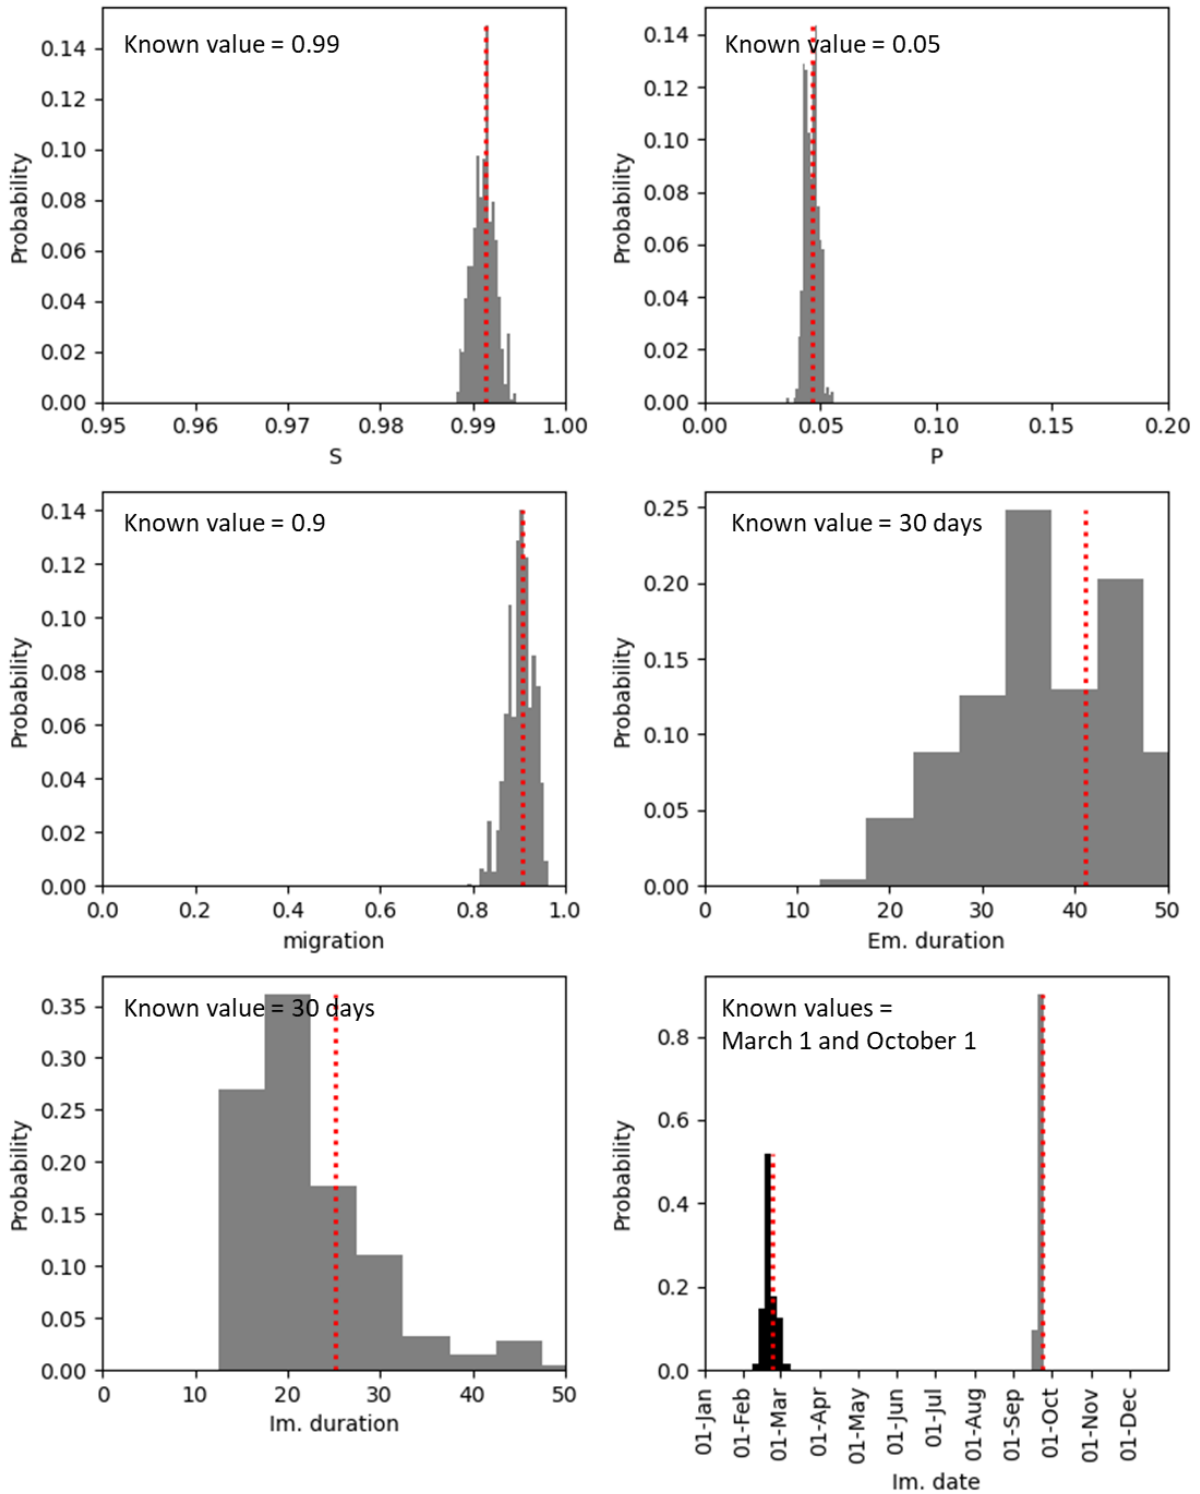 Known value = 0.99
0.14
0.12
0.10
0.08
0.06
0.04
0.02
0.00
Probability
0.95 0.96 0.97 0.98 0.99 1.00
S
Known value = 0.05
0.14
0.12
0.10
0.08
0.06
0.04
0.02
0.00
Probability
0.00 0.05 0.10 0.15 0.20
P
Known value = 0.9
0.14
0.12
0.10
0.08
0.06
0.04
0.02
0.00
Probability
0.0 0.2 0.4 0.6 0.8 1.0
migration
Known value = 30 days
0.25
0.20
0.15
0.10
0.05
0.00
Probability
0 10 20 30 40 50
Em. duration
Known value = 30 days
0.35
0.30
0.25
0.20
0.15
0.10
0.05
0.00
Probability
0 10 20 30 40 50
Im. duration
Known values =
March 1 and October 1
0.8
0.6
0.4
0.2
0.0
Probability
01-Jan
01-Feb
01-Mar
01-Apr
01-May
01-Jun
01-Jul
01-Aug
01-Sep
01-Oct
01-Nov
01-Dec
Im. date